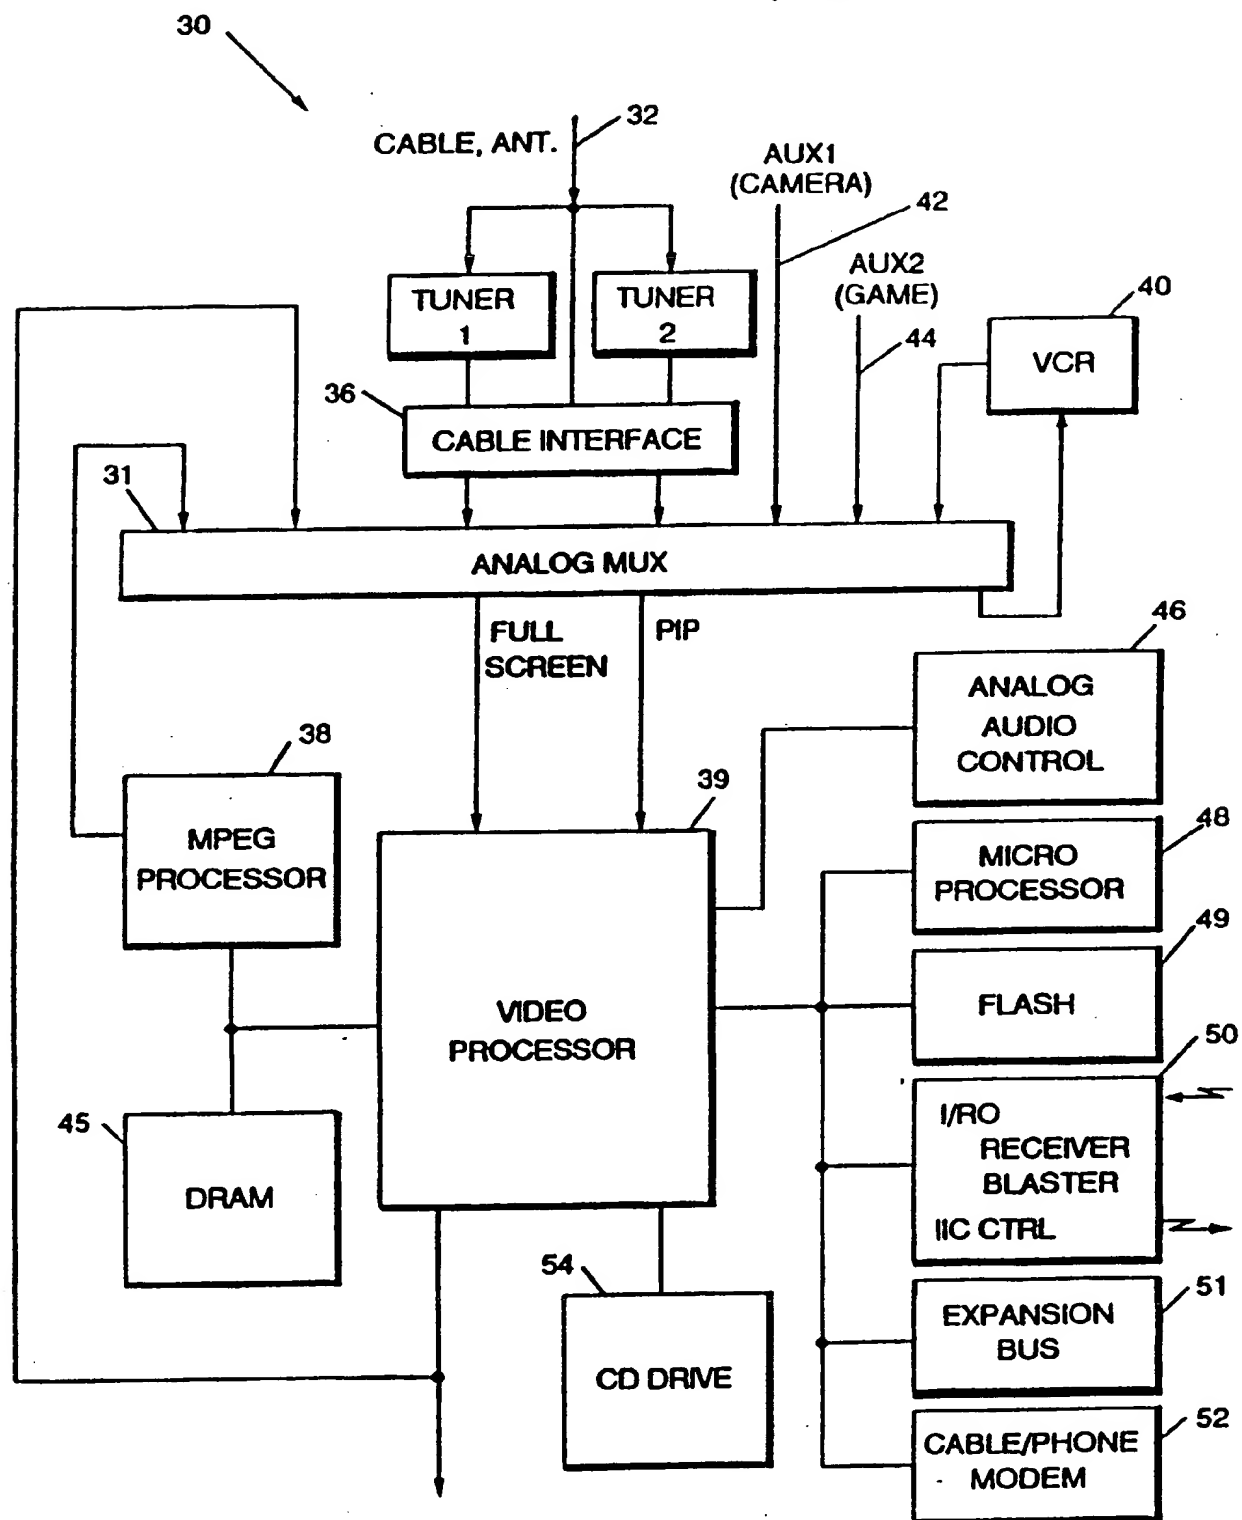 30
32
CABLE, ANT.
AUX1
(CAMERA)
42
AUX2
(GAME)
40
TUNER
1
TUNER
2
44
VCR
36
CABLE INTERFACE
31
ANALOG MUX
FULL
SCREEN
PIP
46
ANALOG
AUDIO
CONTROL
38
39
MPEG
PROCESSOR
48
MICRO
PROCESSOR
49
FLASH
VIDEO
PROCESSOR
50
I/RO
RECEIVER
BLASTER
IIC CTRL
45
DRAM
54
CD DRIVE
51
EXPANSION
BUS
52
CABLE/PHONE
MODEM